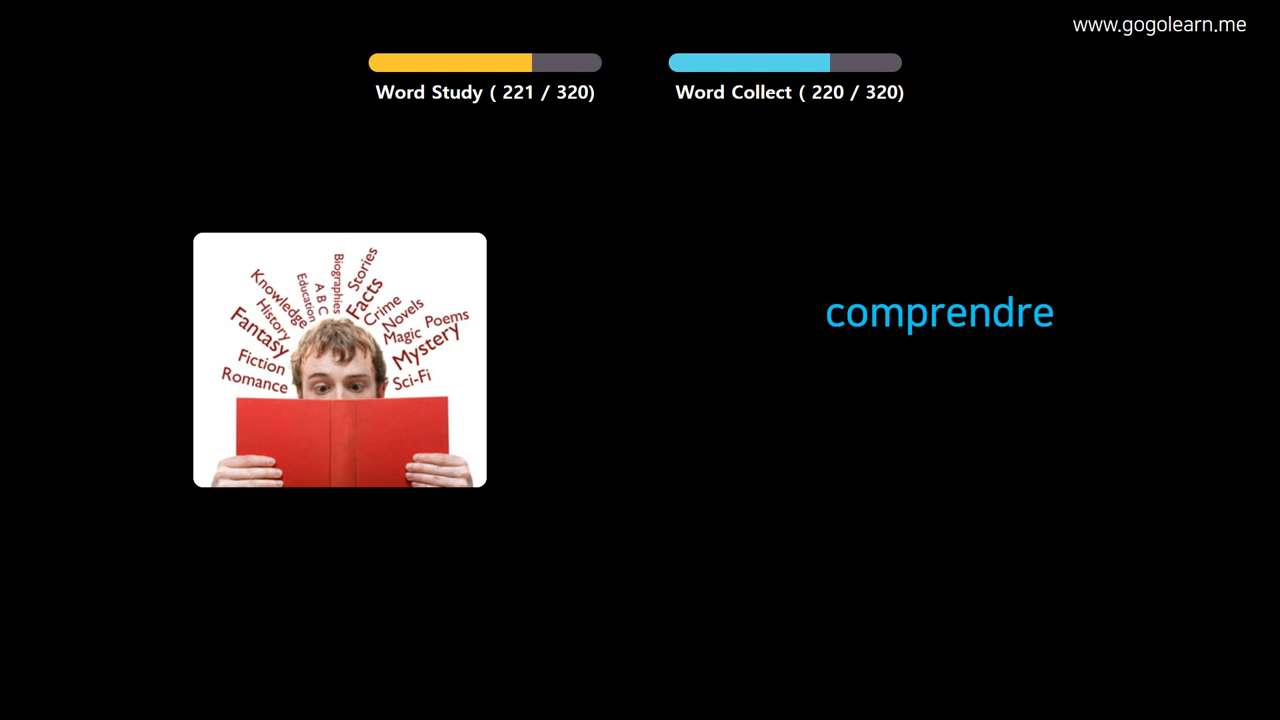 www.gogolearn.me
Word Study ( 221 / 320)
Word Collect ( 220 / 320)
comprendre
Knowledge
History
Fantasy
Fiction
Romance
Education
A B C
Biographies
Stories
Facts
Crime
Novels
Magic
Poems
Mystery
Sci-Fi